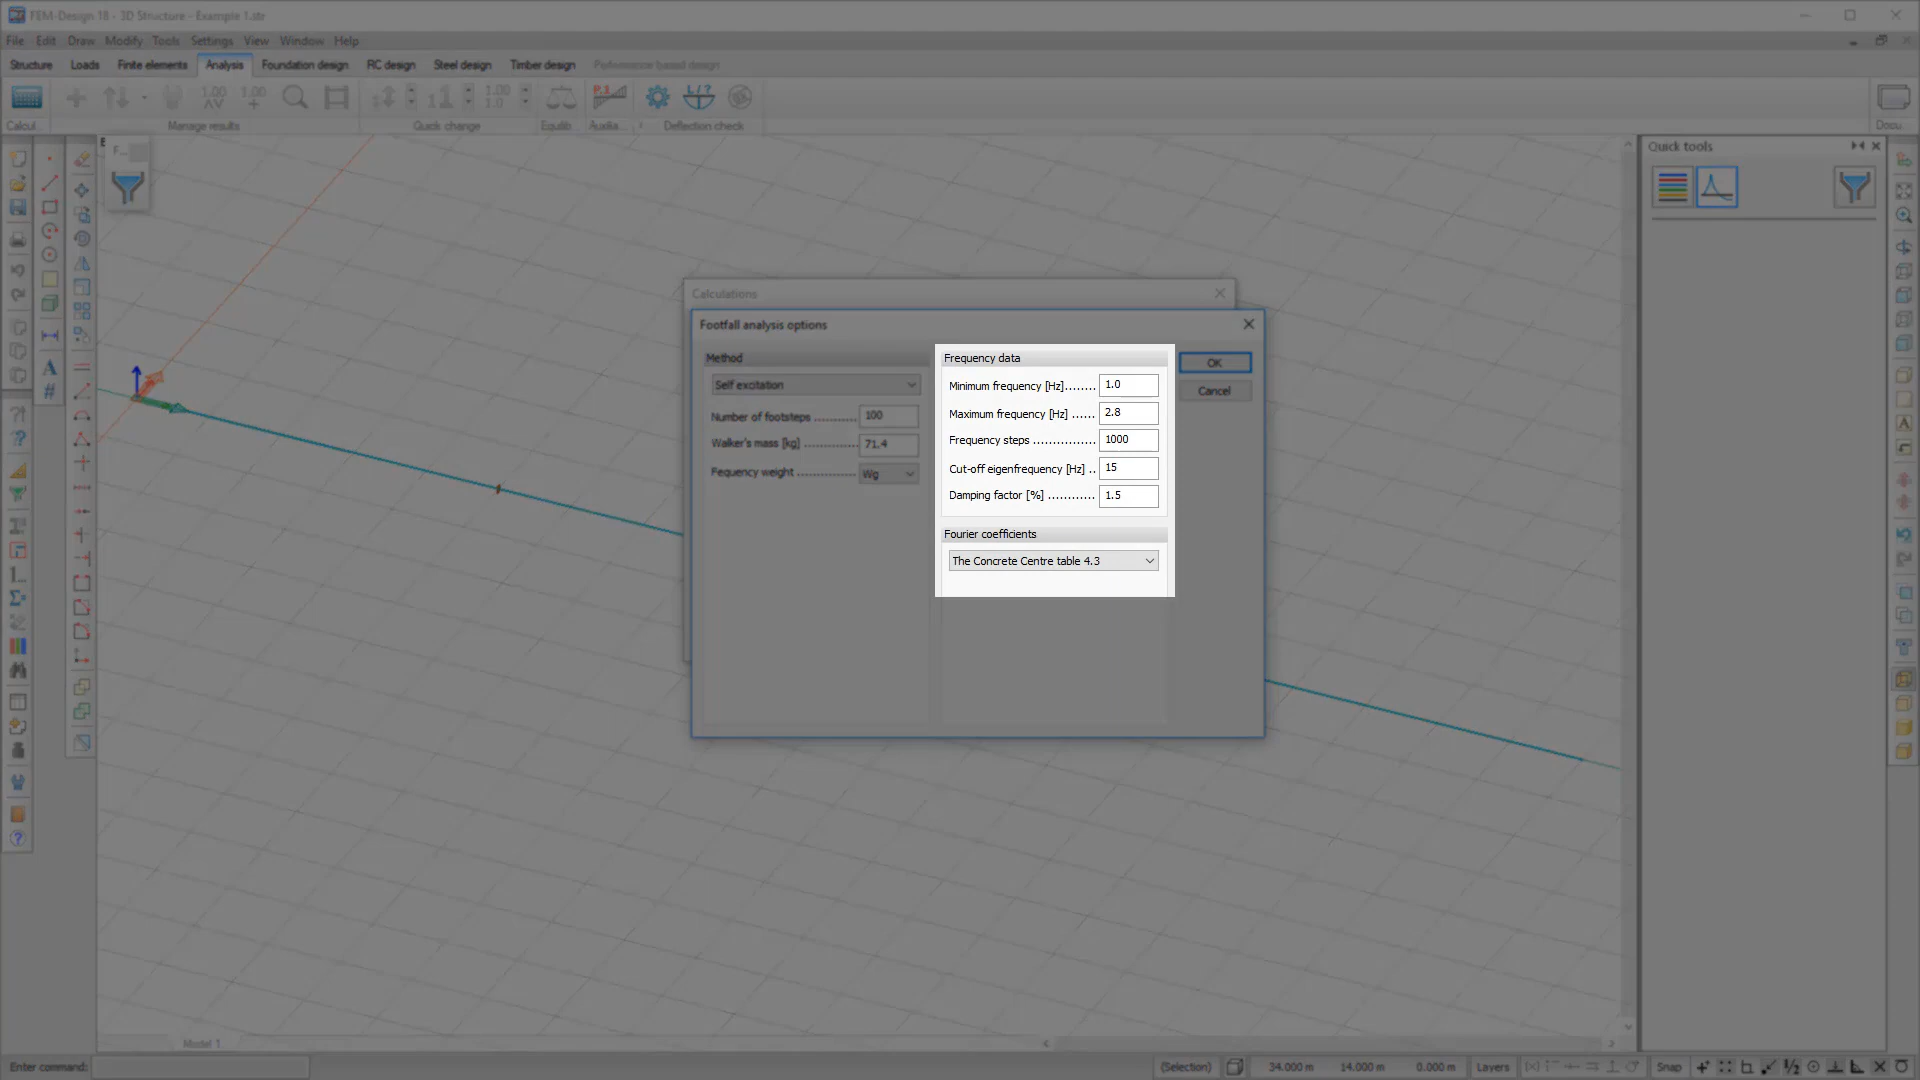 FEM-Design 18 - 3D Structure - Example 1.str
File Edit Draw Modify Tools Settings View Window Help
Structure Loads Finite elements Analysis Foundation design RC design Steel design Timber design Performance based design
Calcul... Manage results Quick change Equilib... Auxilia... Deflection check Docu...
F...
Quick tools
Calculations
Footfall analysis options
Method
Self excitation
Number of footsteps .......... 100
Walker's mass [kg] ............. 71.4
Fequency weight .............. Wg
Frequency data
Minimum frequency [Hz]........ 1.0
Maximum frequency [Hz] ...... 2.8
Frequency steps ................ 1000
Cut-off eigenfrequency [Hz] .. 15
Damping factor [%] ............ 1.5
Fourier coefficients
The Concrete Centre table 4.3
OK
Cancel
Model 1
Enter command:
(Selection) 34.000 m 14.000 m 0.000 m Layers Snap